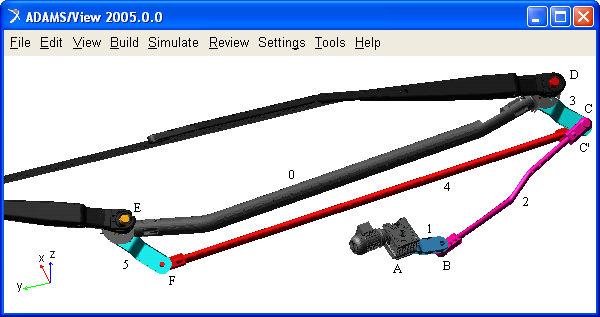 ADAMS/View 2005.0.0
File Edit View Build Simulate Review Settings Tools Help
D
3
C
C'
0
4
2
E
5
F
1
A
B
x z
y